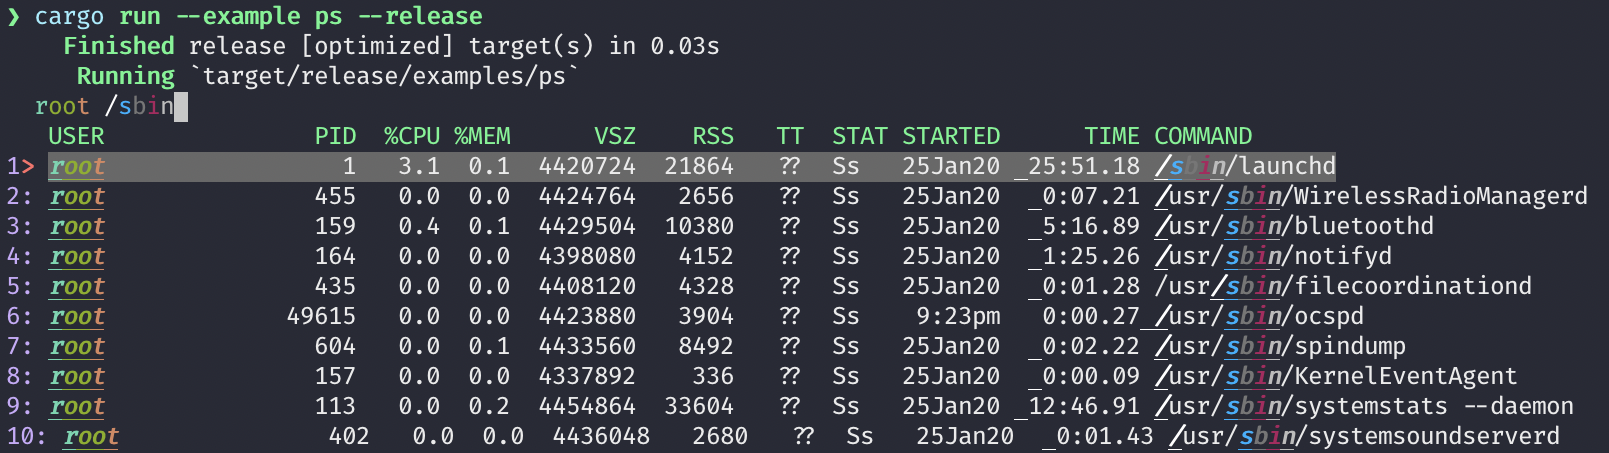 ❯ cargo run --example ps --release
Finished release [optimized] target(s) in 0.03s
Running `target/release/examples/ps`
root /sbin
USER PID %CPU %MEM VSZ RSS TT STAT STARTED TIME COMMAND
1> root 1 3.1 0.1 4420724 21864 ?? Ss 25Jan20 _25:51.18 /sbin/launchd
2: root 455 0.0 0.0 4424764 2656 ?? Ss 25Jan20 _0:07.21 /usr/sbin/WirelessRadioManagerd
3: root 159 0.4 0.1 4429504 10380 ?? Ss 25Jan20 _5:16.89 /usr/sbin/bluetoothd
4: root 164 0.0 0.0 4398080 4152 ?? Ss 25Jan20 _1:25.26 /usr/sbin/notifyd
5: root 435 0.0 0.0 4408120 4328 ?? Ss 25Jan20 _0:01.28 /usr/sbin/filecoordinationd
6: root 49615 0.0 0.0 4423880 3904 ?? Ss 9:23pm 0:00.27_/usr/sbin/ocspd
7: root 604 0.0 0.1 4433560 8492 ?? Ss 25Jan20 _0:02.22 /usr/sbin/spindump
8: root 157 0.0 0.0 4337892 336 ?? Ss 25Jan20 _0:00.09 /usr/sbin/KernelEventAgent
9: root 113 0.0 0.2 4454864 33604 ?? Ss 25Jan20 _12:46.91 /usr/sbin/systemstats --daemon
10: root 402 0.0 0.0 4436048 2680 ?? Ss 25Jan20 _0:01.43 /usr/sbin/systemsoundserverd